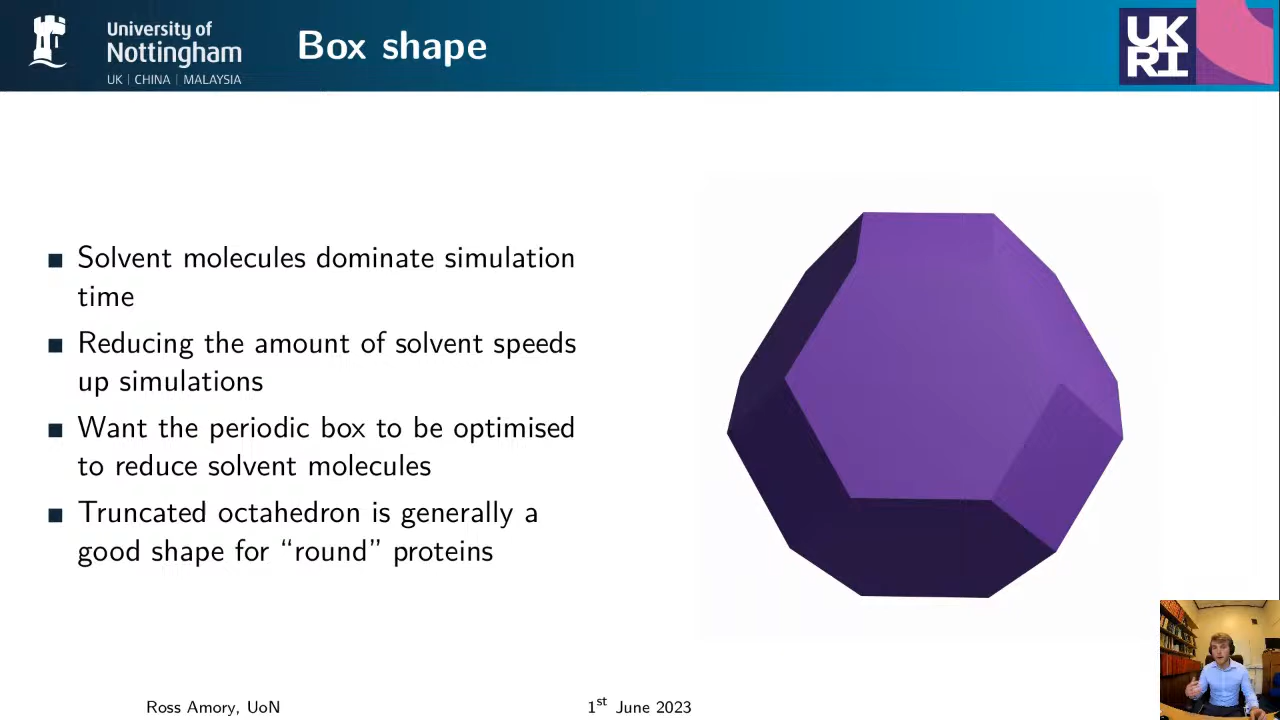 University of
Nottingham
UK | CHINA | MALAYSIA
Box shape
UK
RI
Solvent molecules dominate simulation
time
Reducing the amount of solvent speeds
up simulations
Want the periodic box to be optimised
to reduce solvent molecules
Truncated octahedron is generally a
good shape for “round” proteins
Ross Amory, UoN
1st June 2023